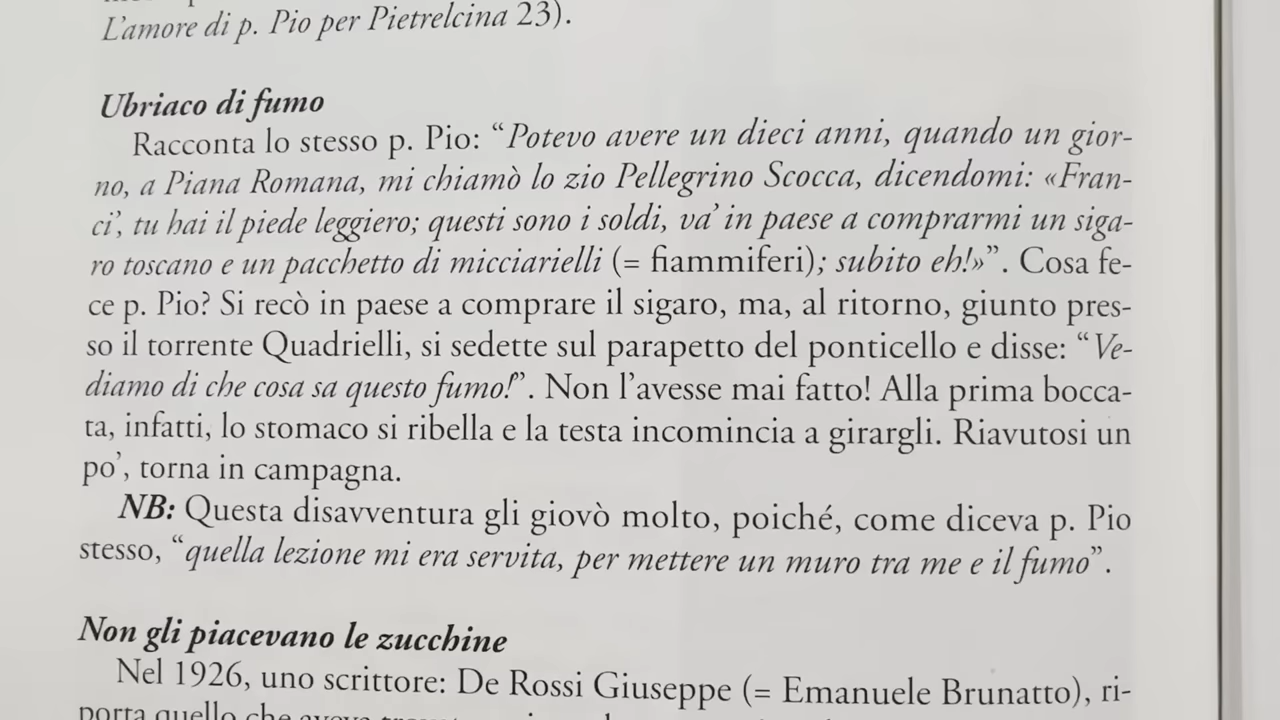 L'amore di p. Pio per Pietrelcina 23).
Ubriaco di fumo
Racconta lo stesso p. Pio: “Potevo avere un dieci anni, quando un gior-
no, a Piana Romana, mi chiamò lo zio Pellegrino Scocca, dicendomi: «Fran-
ci’, tu hai il piede leggiero; questi sono i soldi, va’ in paese a comprarmi un siga-
ro toscano e un pacchetto di micciarielli (= fiammiferi); subito eh!»”. Cosa fe-
ce p. Pio? Si recò in paese a comprare il sigaro, ma, al ritorno, giunto pres-
so il torrente Quadrielli, si sedette sul parapetto del ponticello e disse: “Ve-
diamo di che cosa sa questo fumo!”. Non l’avesse mai fatto! Alla prima bocca-
ta, infatti, lo stomaco si ribella e la testa incomincia a girargli. Riavutosi un
po’, torna in campagna.
NB: Questa disavventura gli giovò molto, poiché, come diceva p. Pio
stesso, “quella lezione mi era servita, per mettere un muro tra me e il fumo”.
Non gli piacevano le zucchine
Nel 1926, uno scrittore: De Rossi Giuseppe (= Emanuele Brunatto), ri-
porta quello che aveva